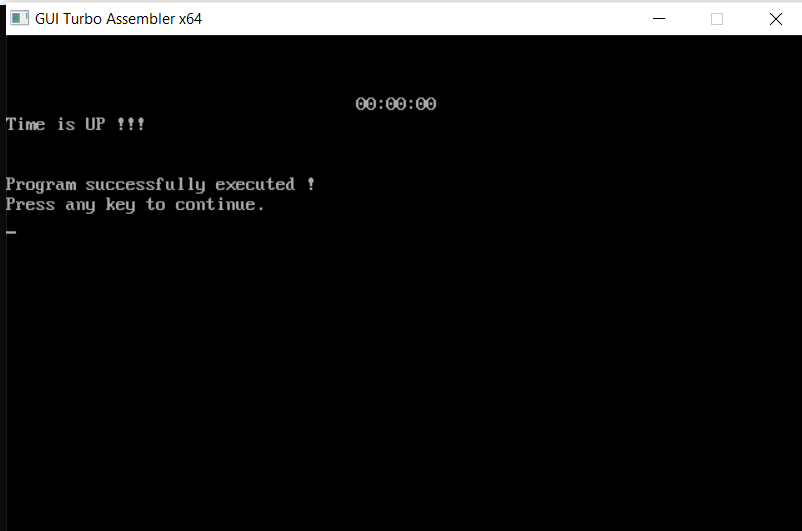 GUI Turbo Assembler x64
00:00:00
Time is UP !!!
Program successfully executed !
Press any key to continue.